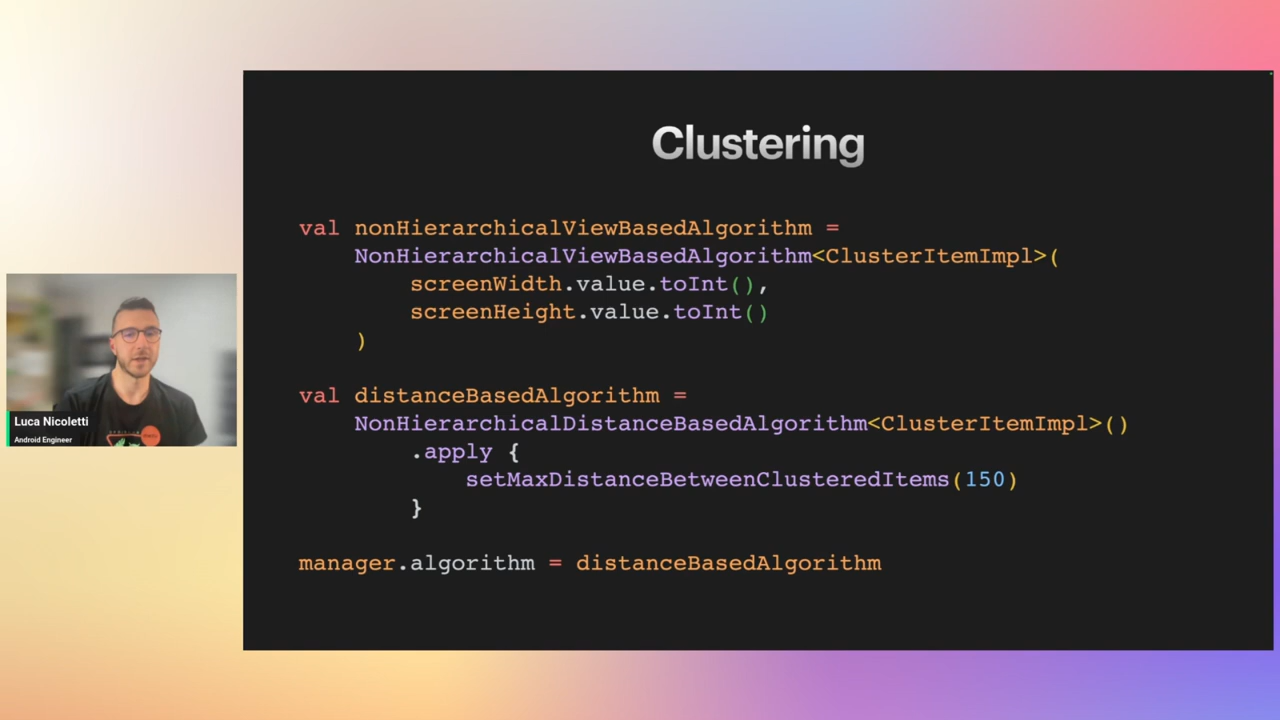 Clustering
val nonHierarchicalViewBasedAlgorithm =
NonHierarchicalViewBasedAlgorithm<ClusterItemImpl>(
screenWidth.value.toInt(),
screenHeight.value.toInt()
)
val distanceBasedAlgorithm =
NonHierarchicalDistanceBasedAlgorithm<ClusterItemImpl>()
.apply {
setMaxDistanceBetweenClusteredItems(150)
}
manager.algorithm = distanceBasedAlgorithm
Luca Nicoletti
Android Engineer